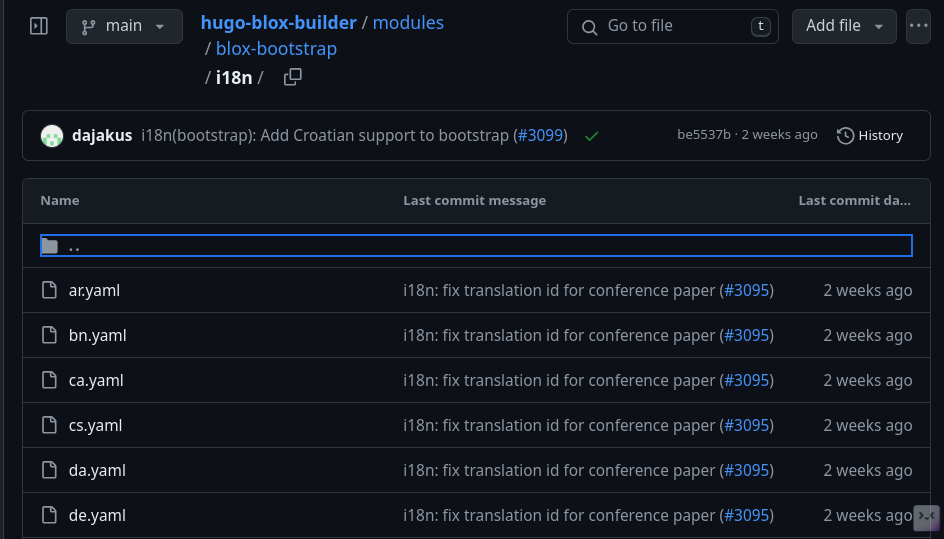 main
hugo-blox-builder / modules
/ blox-bootstrap
/ i18n /
Go to file
t
Add file
dajakus i18n(bootstrap): Add Croatian support to bootstrap (#3099)
be5537b · 2 weeks ago
History
Name Last commit message Last commit da...
..
ar.yaml i18n: fix translation id for conference paper (#3095) 2 weeks ago
bn.yaml i18n: fix translation id for conference paper (#3095) 2 weeks ago
ca.yaml i18n: fix translation id for conference paper (#3095) 2 weeks ago
cs.yaml i18n: fix translation id for conference paper (#3095) 2 weeks ago
da.yaml i18n: fix translation id for conference paper (#3095) 2 weeks ago
de.yaml i18n: fix translation id for conference paper (#3095) 2 weeks ago